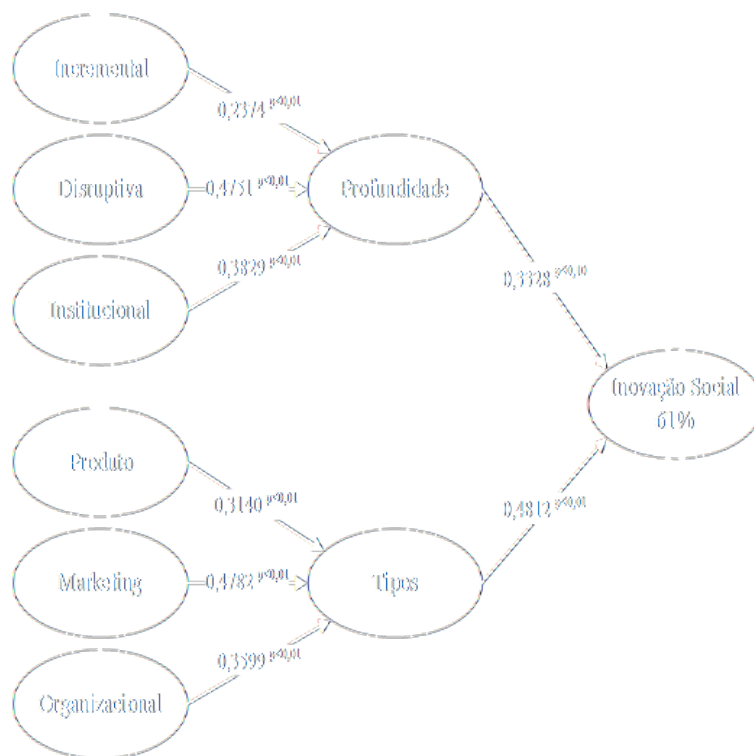 Incremental
0,2374 p<0,01
Disruptiva
0,4751 p<0,01
Profundidade
0,3829 p<0,01
Institucional
0,3328 p<0,10
Inovação Social
61%
Produto
0,3140 p<0,01
0,4812 p<0,01
Marketing
0,4782 p<0,01
Tipos
0,3599 p<0,01
Organizacional